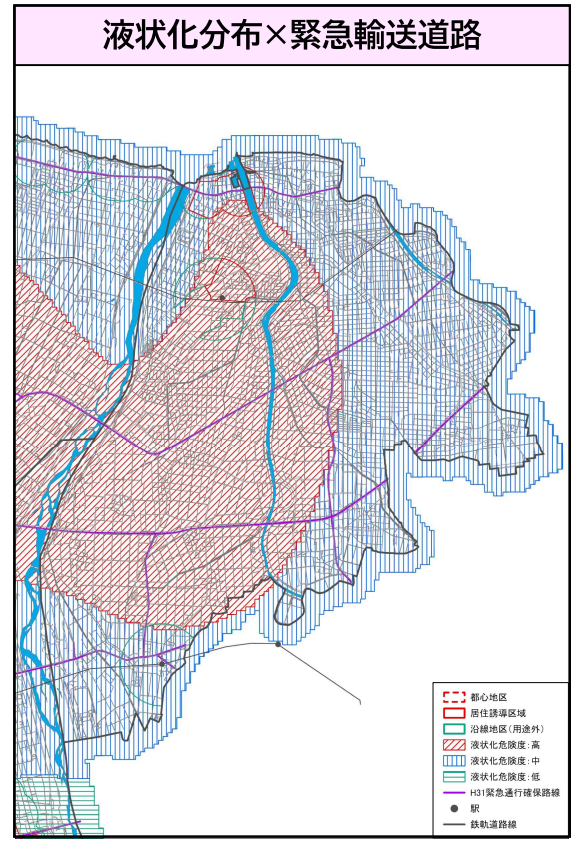 液状化分布×緊急輸送道路
都心地区
居住誘導区域
沿線地区(用途外)
液状化危険度:高
液状化危険度:中
液状化危険度:低
H31緊急通行確保路線
駅
鉄軌道路線